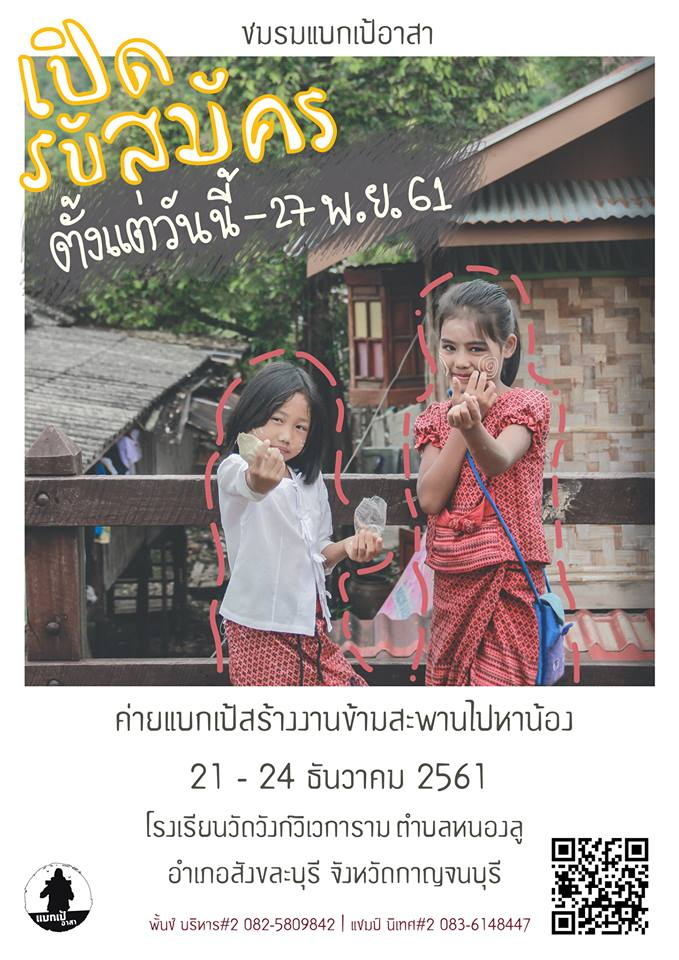 ชมรมแบกเป้อาสา
เปิด
รับสมัคร
ตั้งแต่วันนี้ - 27 พ.ย. 61
ค่ายแบกเป้สร้างงานข้ามสะพานไปหาน้อง
21 - 24 ธันวาคม 2561
โรงเรียนวัดวังก์วิเวการาม ตำบลหนองลู
อำเภอสังขละบุรี จังหวัดกาญจนบุรี
แบกเป้
อาสา
พั้นช์ บริหาร#2 082-5809842 | แชมป์ นิเทศ#2 083-6148447